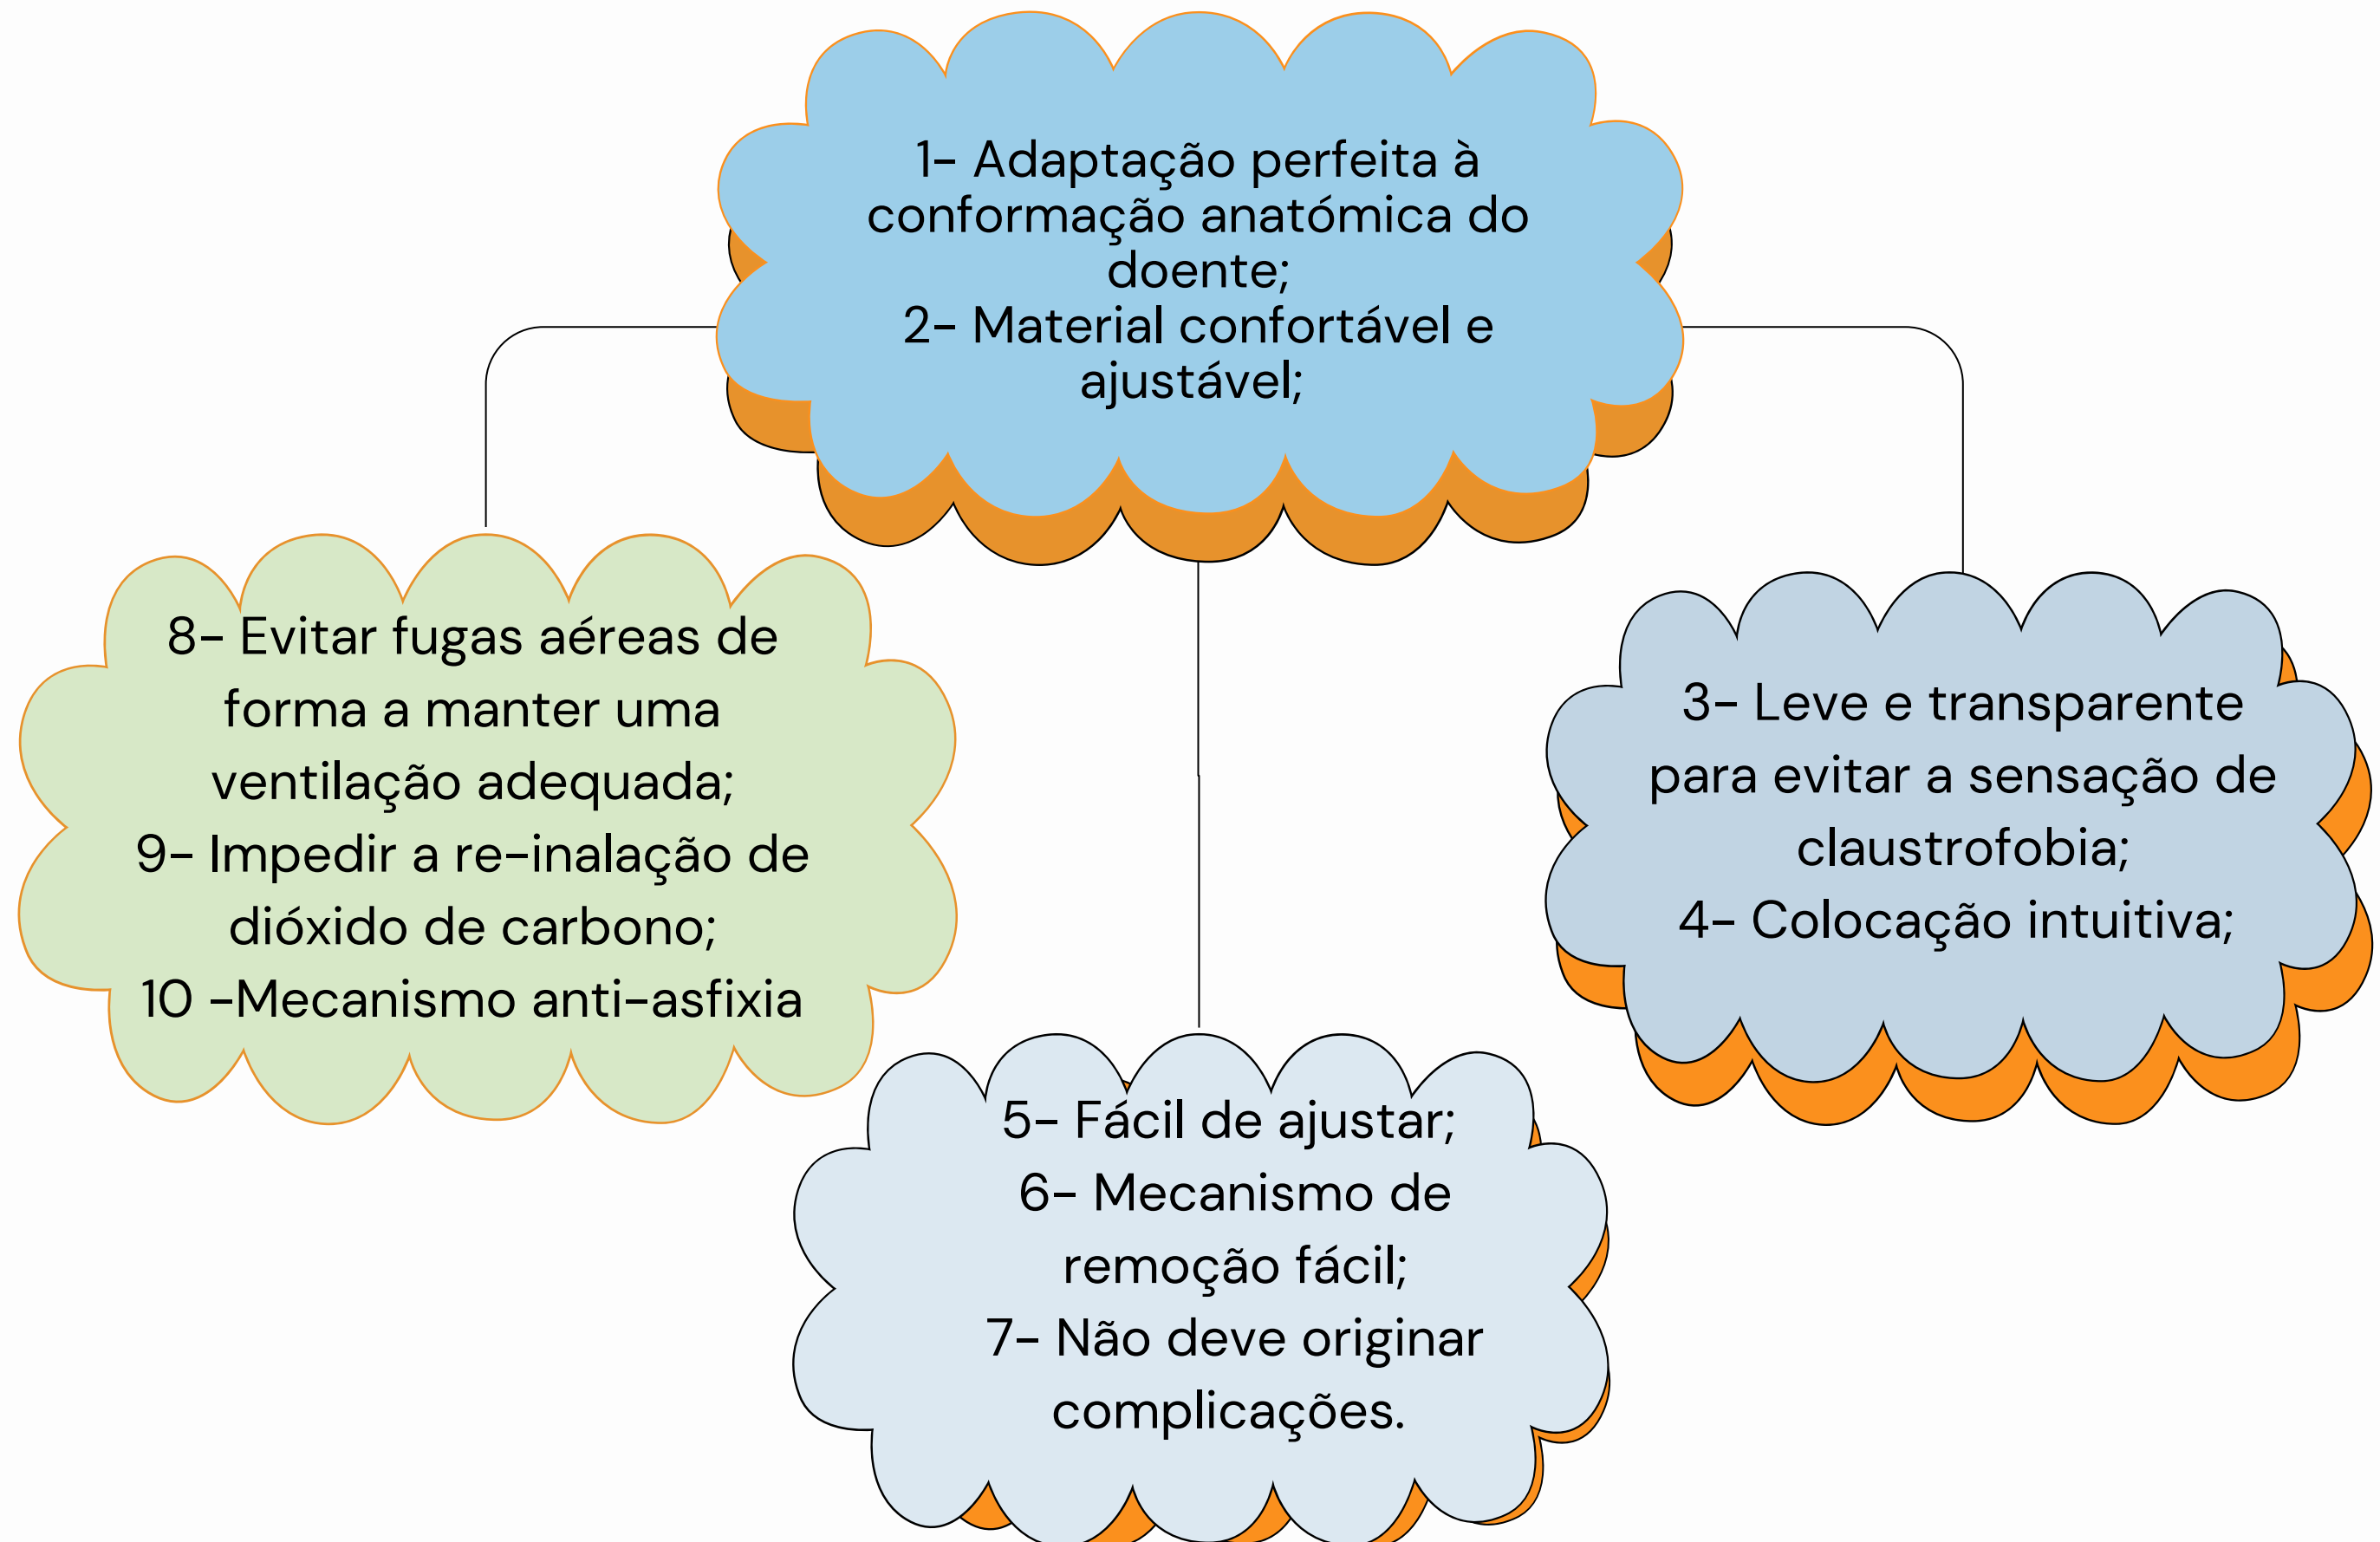 1- Adaptação perfeita à
conformação anatómica do
doente;
2- Material confortável e
ajustável;
3- Leve e transparente
para evitar a sensação de
claustrofobia;
4- Colocação intuitiva;
5- Fácil de ajustar;
6- Mecanismo de
remoção fácil;
7- Não deve originar
complicações.
8- Evitar fugas aéreas de
forma a manter uma
ventilação adequada;
9- Impedir a re-inalação de
dióxido de carbono;
10 -Mecanismo anti-asfixia